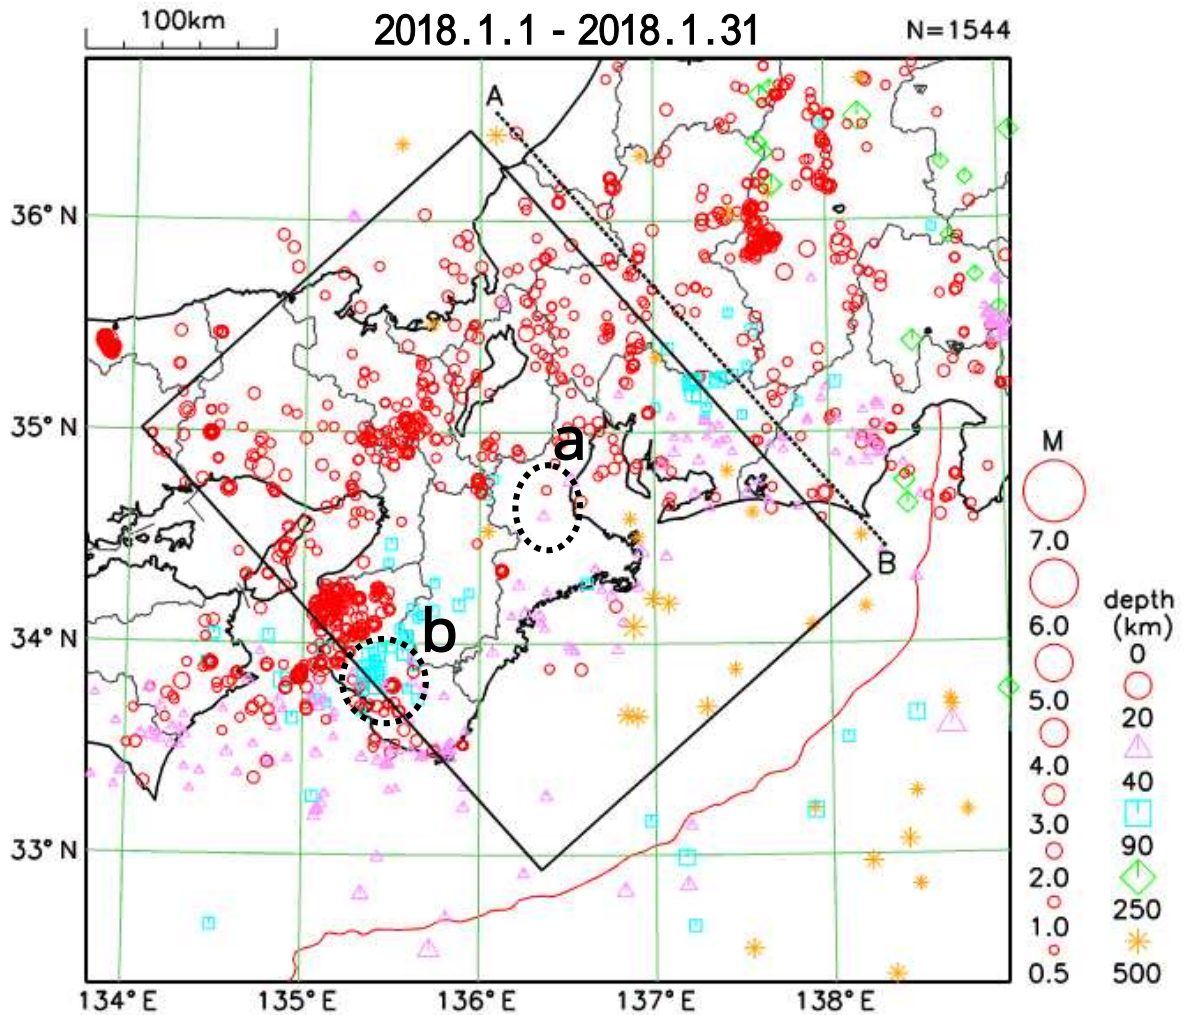 100km
2018.1.1 - 2018.1.31
N=1544
A
36° N
35° N
a
M
7.0
B
6.0
depth
(km)
34° N
b
0
5.0
20
4.0
40
3.0
33° N
90
2.0
250
1.0
0.5
500
134° E
135° E
136° E
137° E
138° E